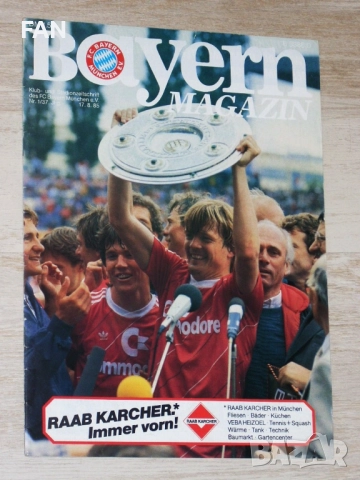 FAN
Bayern
FC BAYERN
MÜNCHEN EV
MAGAZIN
Klub- und
des FC München e.V.
Nr. 1/37
17. 8. 85
Commodore
RAAB KARCHER.*
Immer vorn!
RAAB KARCHER
* RAAB KARCHER in München
Fliesen · Bäder · Küchen
VEBA HEIZOEL · Tennis + Squash
Wärme · Tank · Technik
Baumarkt · Gartencenter
BAZAR